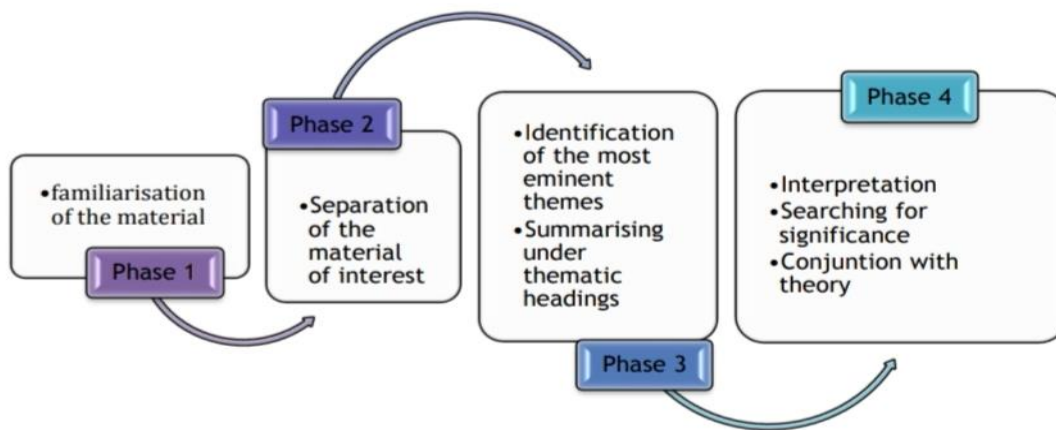 •familiarisation
of the material
Phase 1
Phase 2
•Separation
of the
material
of interest
•Identification
of the most
eminent
themes
•Summarising
under
thematic
headings
Phase 3
Phase 4
•Interpretation
•Searching for
significance
•Conjuntion with
theory